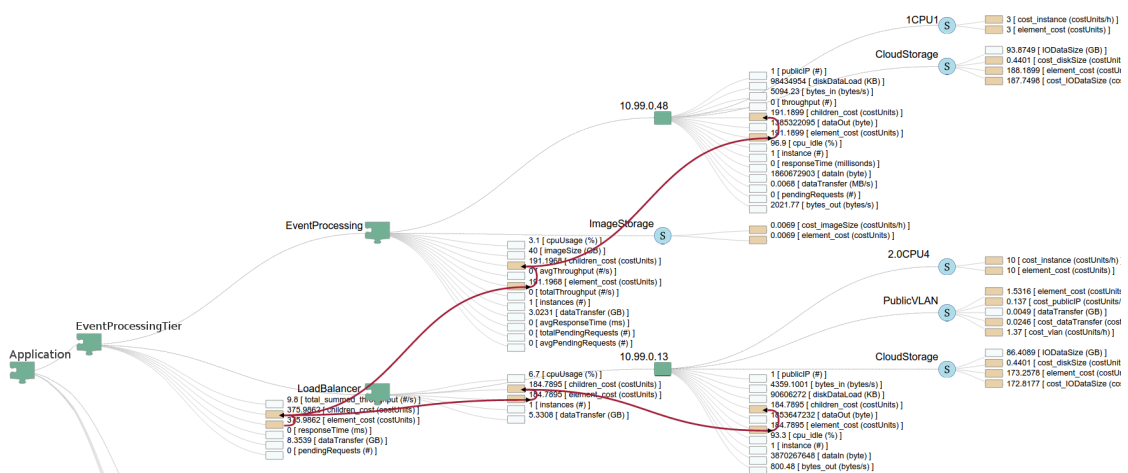 1CPU1
S
3 [ cost_instance (costUnits/h) ]
3 [ element_cost (costUnits) ]
CloudStorage
S
93.8749 [ IODataSize (GB) ]
0.4401 [ cost_diskSize (costUnits
188.1899 [ element_cost (costUnits
187.7498 [ cost_IODataSize (cos
10.99.0.48
1 [ publicIP (#) ]
98434954 [ diskDataLoad (KB) ]
5094.23 [ bytes_in (bytes/s) ]
0 [ throughput (#) ]
191.1899 [ children_cost (costUnits) ]
1385322095 [ dataOut (byte) ]
191.1899 [ element_cost (costUnits) ]
96.9 [ cpu_idle (%) ]
1 [ instance (#) ]
0 [ responseTime (millisonds) ]
1860672903 [ dataIn (byte) ]
0.0068 [ dataTransfer (MB/s) ]
0 [ pendingRequests (#) ]
2021.77 [ bytes_out (bytes/s) ]
EventProcessing
ImageStorage
S
0.0069 [ cost_imageSize (costUnits/h) ]
0.0069 [ element_cost (costUnits) ]
3.1 [ cpuUsage (%) ]
40 [ imageSize (GB) ]
191.1968 [ children_cost (costUnits) ]
0 [ avgThroughput (#/s) ]
191.1968 [ element_cost (costUnits) ]
0 [ totalThroughput (#/s) ]
1 [ instances (#) ]
3.0231 [ dataTransfer (GB) ]
0 [ avgResponseTime (ms) ]
0 [ totalPendingRequests (#) ]
0 [ avgPendingRequests (#) ]
2.0CPU4
S
10 [ cost_instance (costUnits/h) ]
10 [ element_cost (costUnits) ]
PublicVLAN
S
1.5316 [ element_cost (costUnits
0.137 [ cost_publicIP (costUnits/
0.0049 [ dataTransfer (GB) ]
0.0246 [ cost_dataTransfer (cost
1.37 [ cost_vlan (costUnits/h) ]
CloudStorage
S
86.4089 [ IODataSize (GB) ]
0.4401 [ cost_diskSize (costUnits
173.2578 [ element_cost (costUnits
172.8177 [ cost_IODataSize (cos
EventProcessingTier
Application
10.99.0.13
1 [ publicIP (#) ]
4359.1001 [ bytes_in (bytes/s) ]
90606272 [ diskDataLoad (KB) ]
184.7895 [ children_cost (costUnits) ]
1853647232 [ dataOut (byte) ]
184.7895 [ element_cost (costUnits) ]
93.3 [ cpu_idle (%) ]
1 [ instance (#) ]
3870267648 [ dataIn (byte) ]
800.48 [ bytes_out (bytes/s) ]
LoadBalancer
6.7 [ cpuUsage (%) ]
184.7895 [ children_cost (costUnits) ]
184.7895 [ element_cost (costUnits) ]
1 [ instances (#) ]
5.3308 [ dataTransfer (GB) ]
9.8 [ total_summed_throughput (#/s) ]
375.9862 [ children_cost (costUnits) ]
375.9862 [ element_cost (costUnits) ]
0 [ responseTime (ms) ]
8.3539 [ dataTransfer (GB) ]
0 [ pendingRequests (#) ]